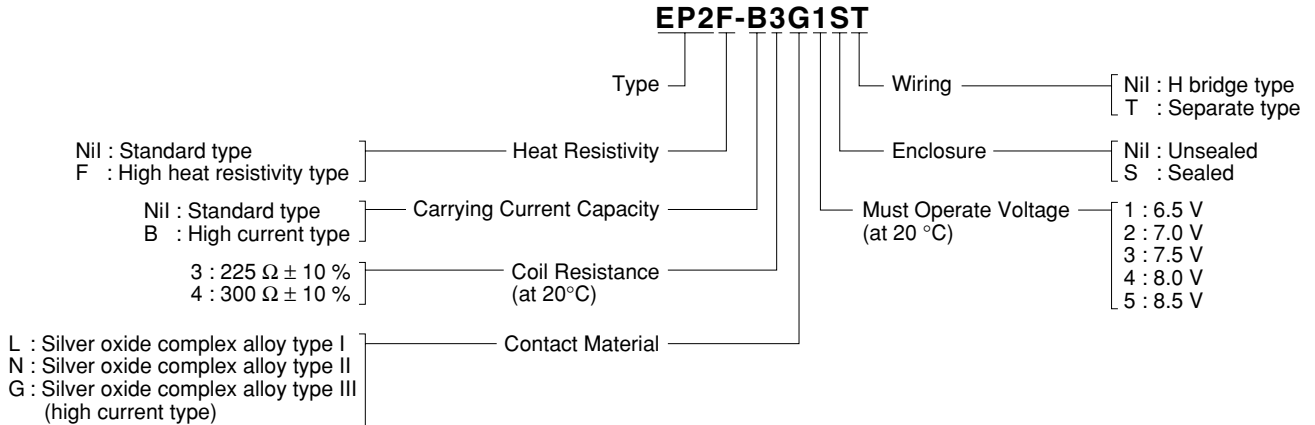 EP2F-B3G1ST
Type
Wiring
Nil : H bridge type
T : Separate type
Nil : Standard type
F : High heat resistivity type
Heat Resistivity
Enclosure
Nil : Unsealed
S : Sealed
Nil : Standard type
B : High current type
Carrying Current Capacity
Must Operate Voltage
(at 20 °C)
1 : 6.5 V
2 : 7.0 V
3 : 7.5 V
4 : 8.0 V
5 : 8.5 V
3 : 225 Ω ± 10 %
4 : 300 Ω ± 10 %
Coil Resistance
(at 20°C)
L : Silver oxide complex alloy type I
N : Silver oxide complex alloy type II
G : Silver oxide complex alloy type III
(high current type)
Contact Material